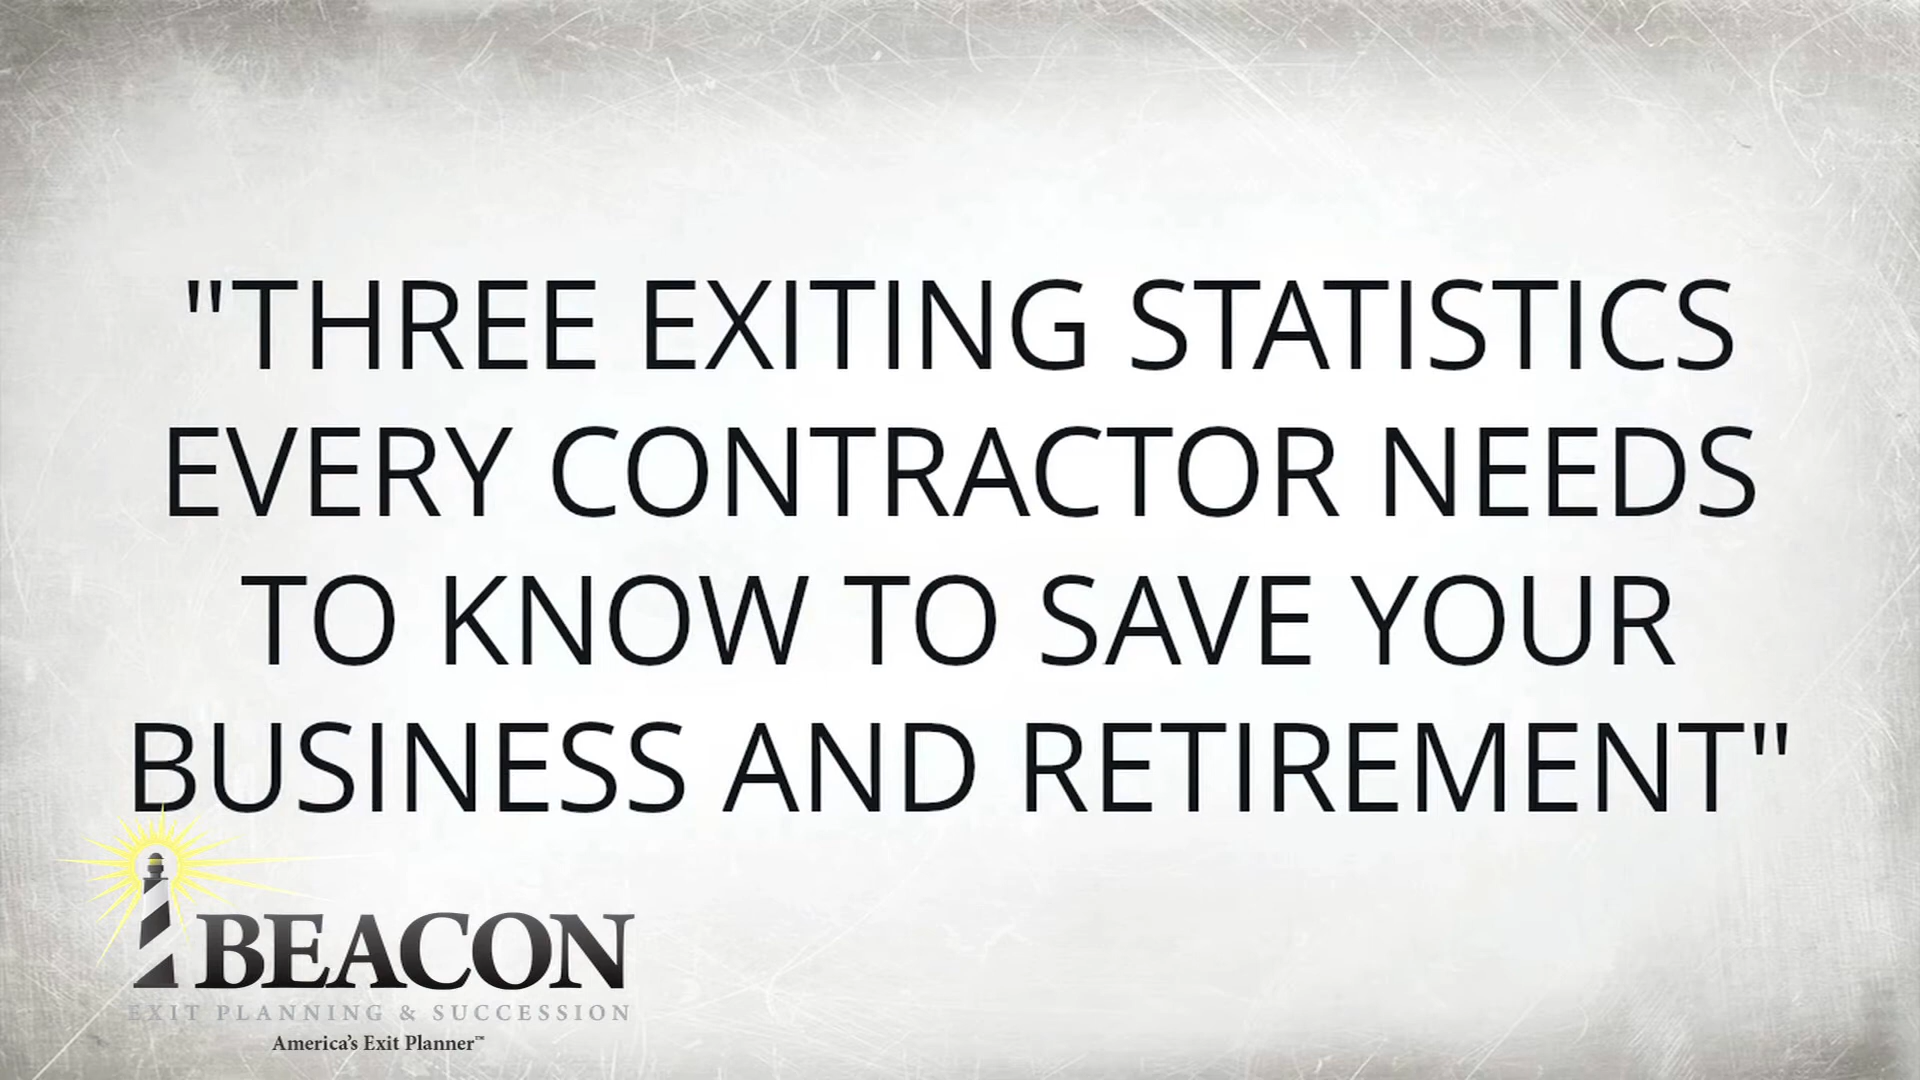 "THREE EXITING STATISTICS
EVERY CONTRACTOR NEEDS
TO KNOW TO SAVE YOUR
BUSINESS AND RETIREMENT"
BEACON
EXIT PLANNING & SUCCESSION
America's Exit Planner™